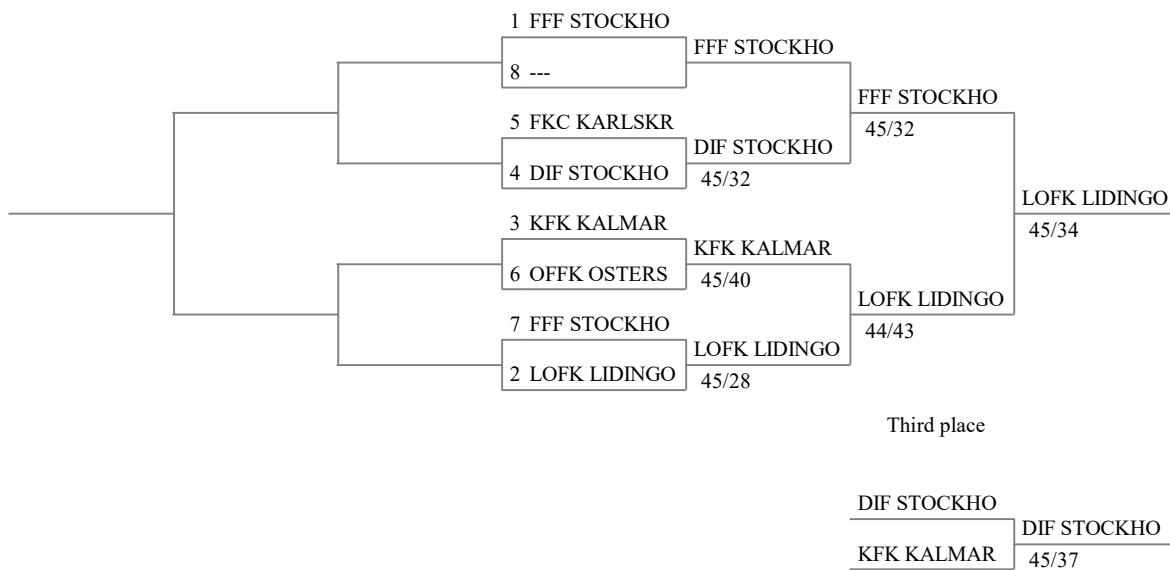 1 FFF STOCKHO
FFF STOCKHO
8 ---
FFF STOCKHO
45/32
5 FKC KARLSKR
DIF STOCKHO
4 DIF STOCKHO
45/32
LOFK LIDINGO
45/34
3 KFK KALMAR
KFK KALMAR
6 OFFK OSTERS
45/40
LOFK LIDINGO
44/43
7 FFF STOCKHO
LOFK LIDINGO
2 LOFK LIDINGO
45/28
Third place
DIF STOCKHO
DIF STOCKHO
KFK KALMAR
45/37